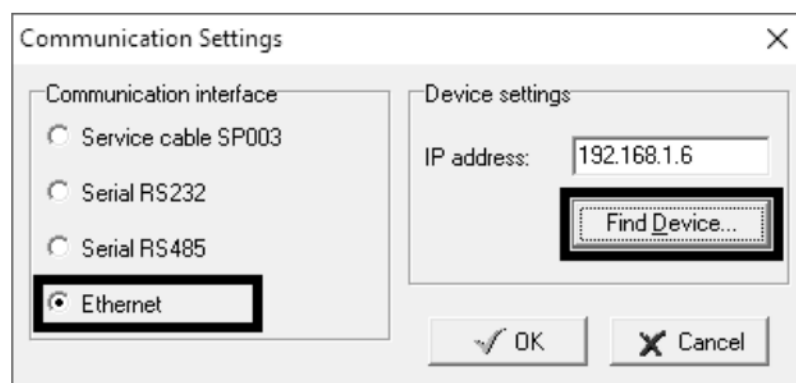 Communication Settings
Communication interface
Service cable SP003
Serial RS232
Serial RS485
Ethernet
Device settings
IP address:
192.168.1.6
Find Device...
OK
Cancel